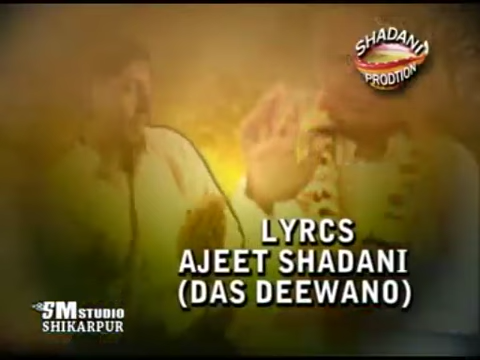 SHADANI
PRODTION
LYRCS
AJEET SHADANI
(DAS DEEWANO)
SM STUDIO
SHIKARPUR